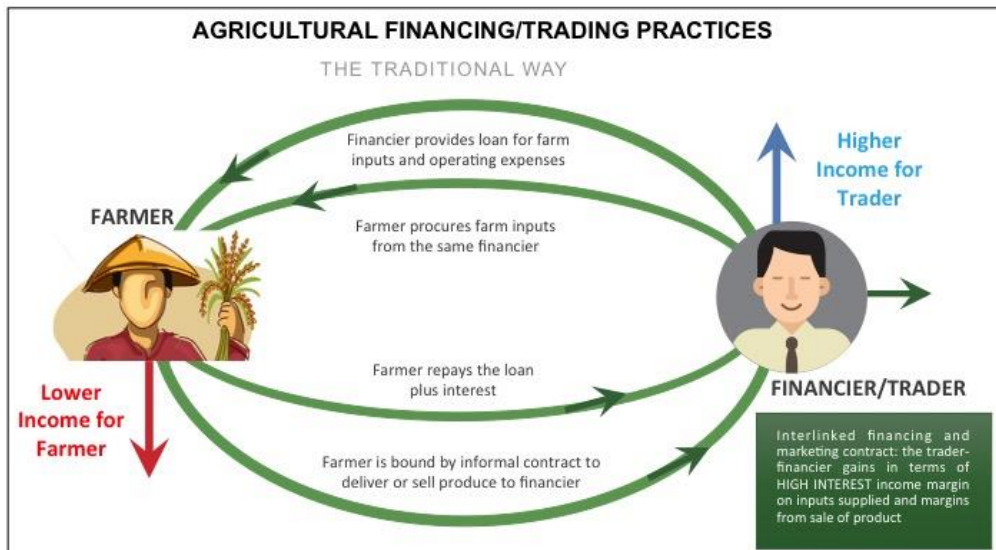 AGRICULTURAL FINANCING/TRADING PRACTICES
THE TRADITIONAL WAY
Financier provides loan for farm
inputs and operating expenses
Higher
Income for
Trader
FARMER
Farmer procures farm inputs
from the same financier
Farmer repays the loan
plus interest
Lower
Income for
Farmer
FINANCIER/TRADER
Farmer is bound by informal contract to
deliver or sell produce to financier
Interlinked financing and
marketing contract: the trader-
financier gains in terms of
HIGH INTEREST income margin
on inputs supplied and margins
from sale of product